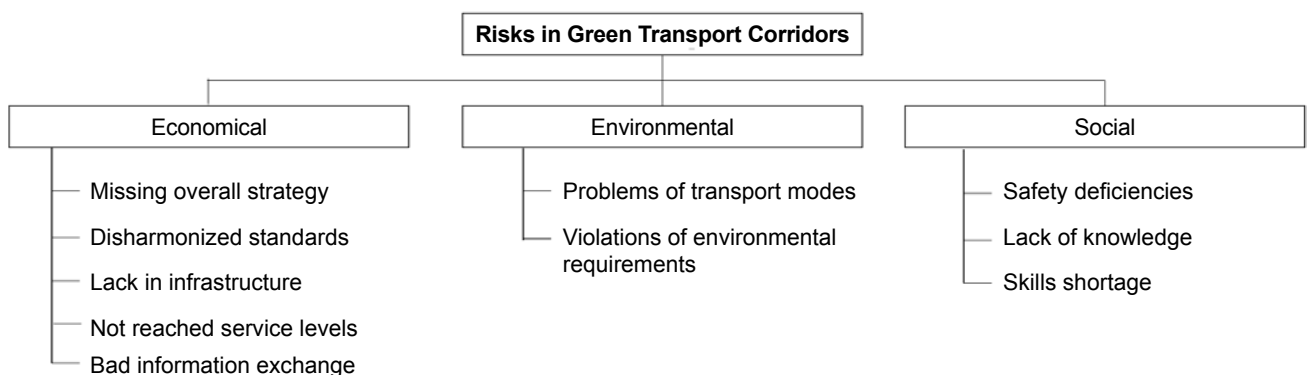 Risks in Green Transport Corridors
Economical
Environmental
Social
Missing overall strategy
Disharmonized standards
Lack in infrastructure
Not reached service levels
Bad information exchange
Problems of transport modes
Violations of environmental
requirements
Safety deficiencies
Lack of knowledge
Skills shortage